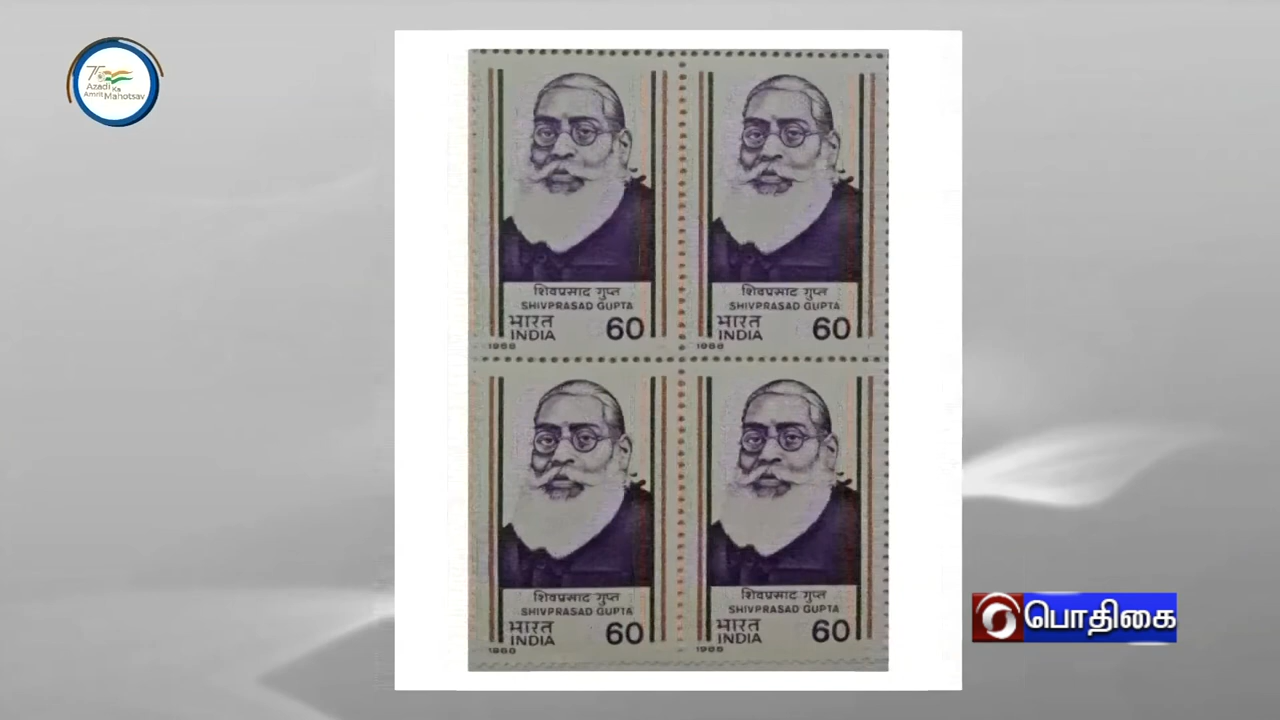 75
Azadi Ka
Amrit Mahotsav
शिवप्रसाद गुप्त
SHIVPRASAD GUPTA
भारत
INDIA
60
1988
शिवप्रसाद गुप्त
SHIVPRASAD GUPTA
भारत
INDIA
60
1988
शिवप्रसाद गुप्त
SHIVPRASAD GUPTA
भारत
INDIA
60
1988
शिवप्रसाद गुप्त
SHIVPRASAD GUPTA
भारत
INDIA
60
1988
பொதிகை